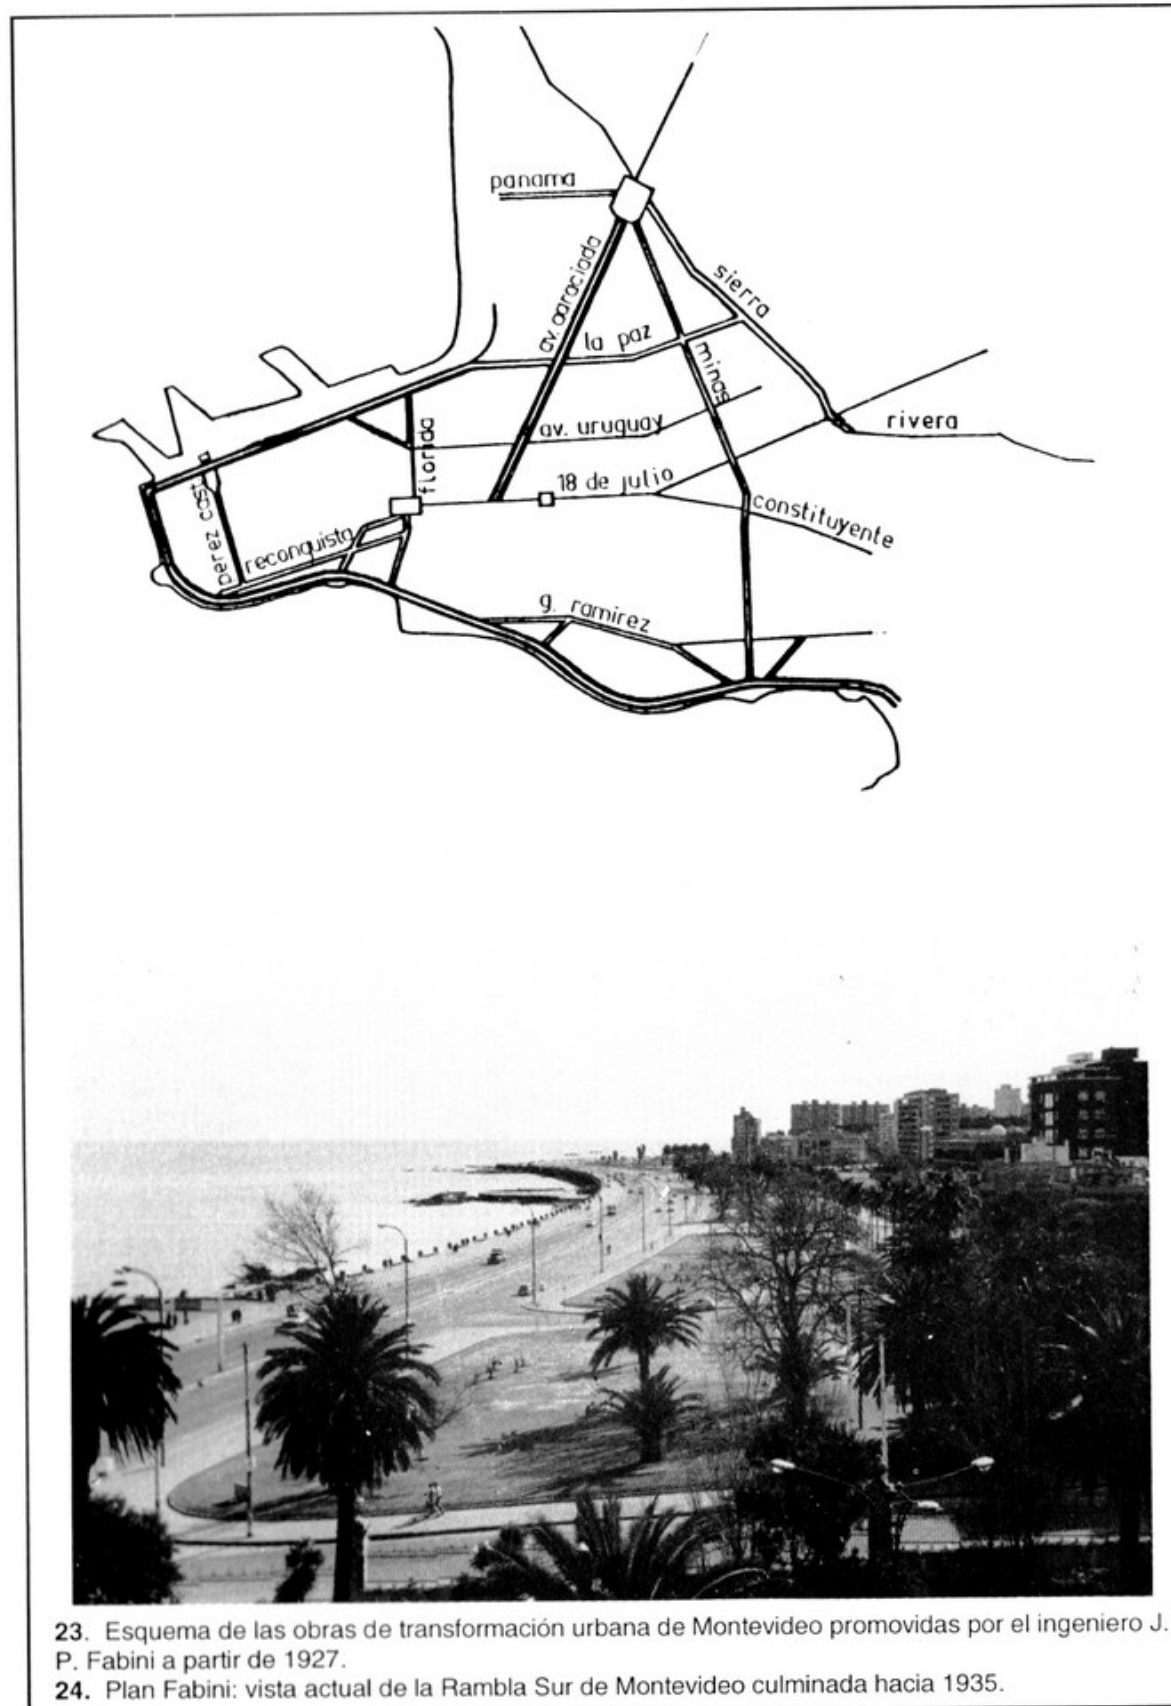 panama
av. agraciada
sierra
la paz
minas
florida
av. uruguay
rivera
18 de julio
perez
constituyente
reconquista
g. ramirez
23. Esquema de las obras de transformación urbana de Montevideo promovidas por el ingeniero J.
P. Fabini a partir de 1927.
24. Plan Fabini: vista actual de la Rambla Sur de Montevideo culminada hacia 1935.